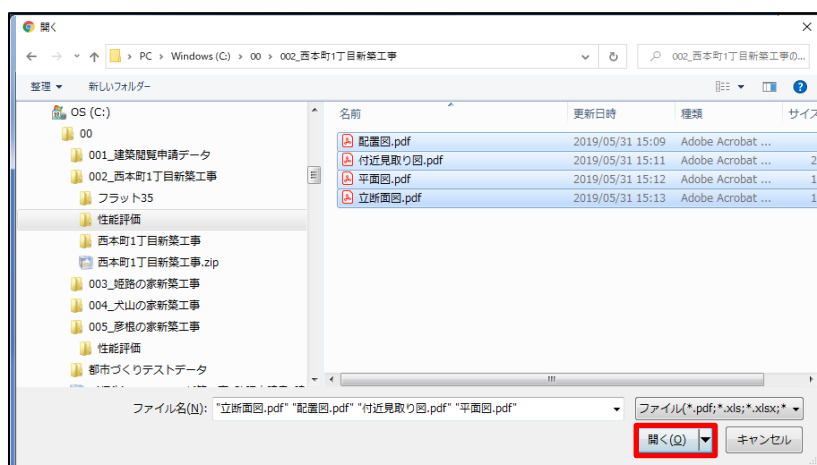 開く
PC > Windows (C:) > 00 > 002_西本町1丁目新築工事
002_西本町1丁目新築工事の...
整理 新しいフォルダー
OS (C:)
00
001_建築閲覧申請データ
002_西本町1丁目新築工事
フラット35
性能評価
西本町1丁目新築工事
西本町1丁目新築工事.zip
003_姫路の家新築工事
004_犬山の家新築工事
005_彦根の家新築工事
性能評価
都市づくりテストデータ
名前 更新日時 種類 サイズ
配置図.pdf 2019/05/31 15:09 Adobe Acrobat ...
付近見取り図.pdf 2019/05/31 15:11 Adobe Acrobat ... 2
平面図.pdf 2019/05/31 15:12 Adobe Acrobat ... 1
立断面図.pdf 2019/05/31 15:13 Adobe Acrobat ... 1
ファイル名(N): "立断面図.pdf" "配置図.pdf" "付近見取り図.pdf" "平面図.pdf"
ファイル(*.pdf;*.xls;*.xlsx;*
開く(O) キャンセル